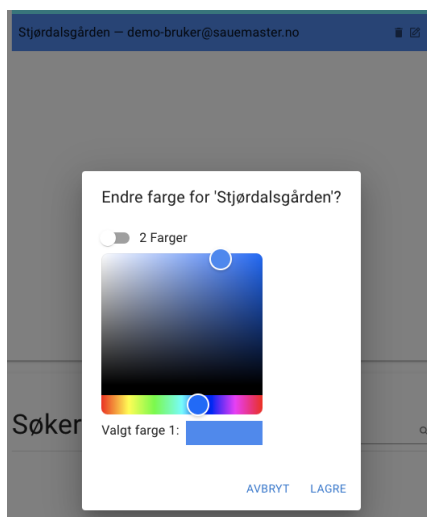 Stjørdalsgården — demo-bruker@sauemaster.no
Endre farge for 'Stjørdalsgården'?
2 Farger
Søker
Valgt farge 1:
AVBRYT LAGRE